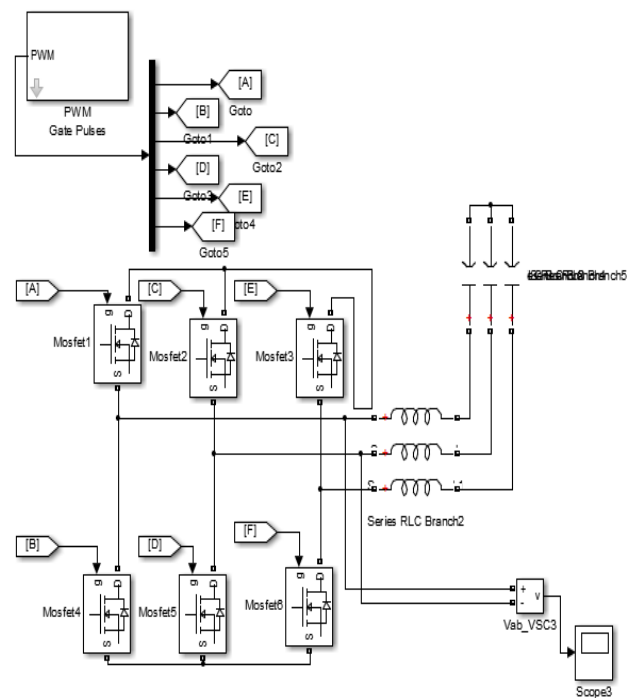 PWM
PWM
Gate Pulses
[A]
Goto
[B]
Goto1
[C]
Goto2
[D]
Goto3
[E]
[F]
Goto5
[A]
[C]
[E]
g
D
S
Mosfet1
g
D
S
Mosfet2
g
D
S
Mosfet3
Series RLC Branch2
[B]
[D]
[F]
g
D
S
Mosfet4
g
D
S
Mosfet5
g
D
S
Mosfet6
+
-
v
Vab_VSC3
Scope3